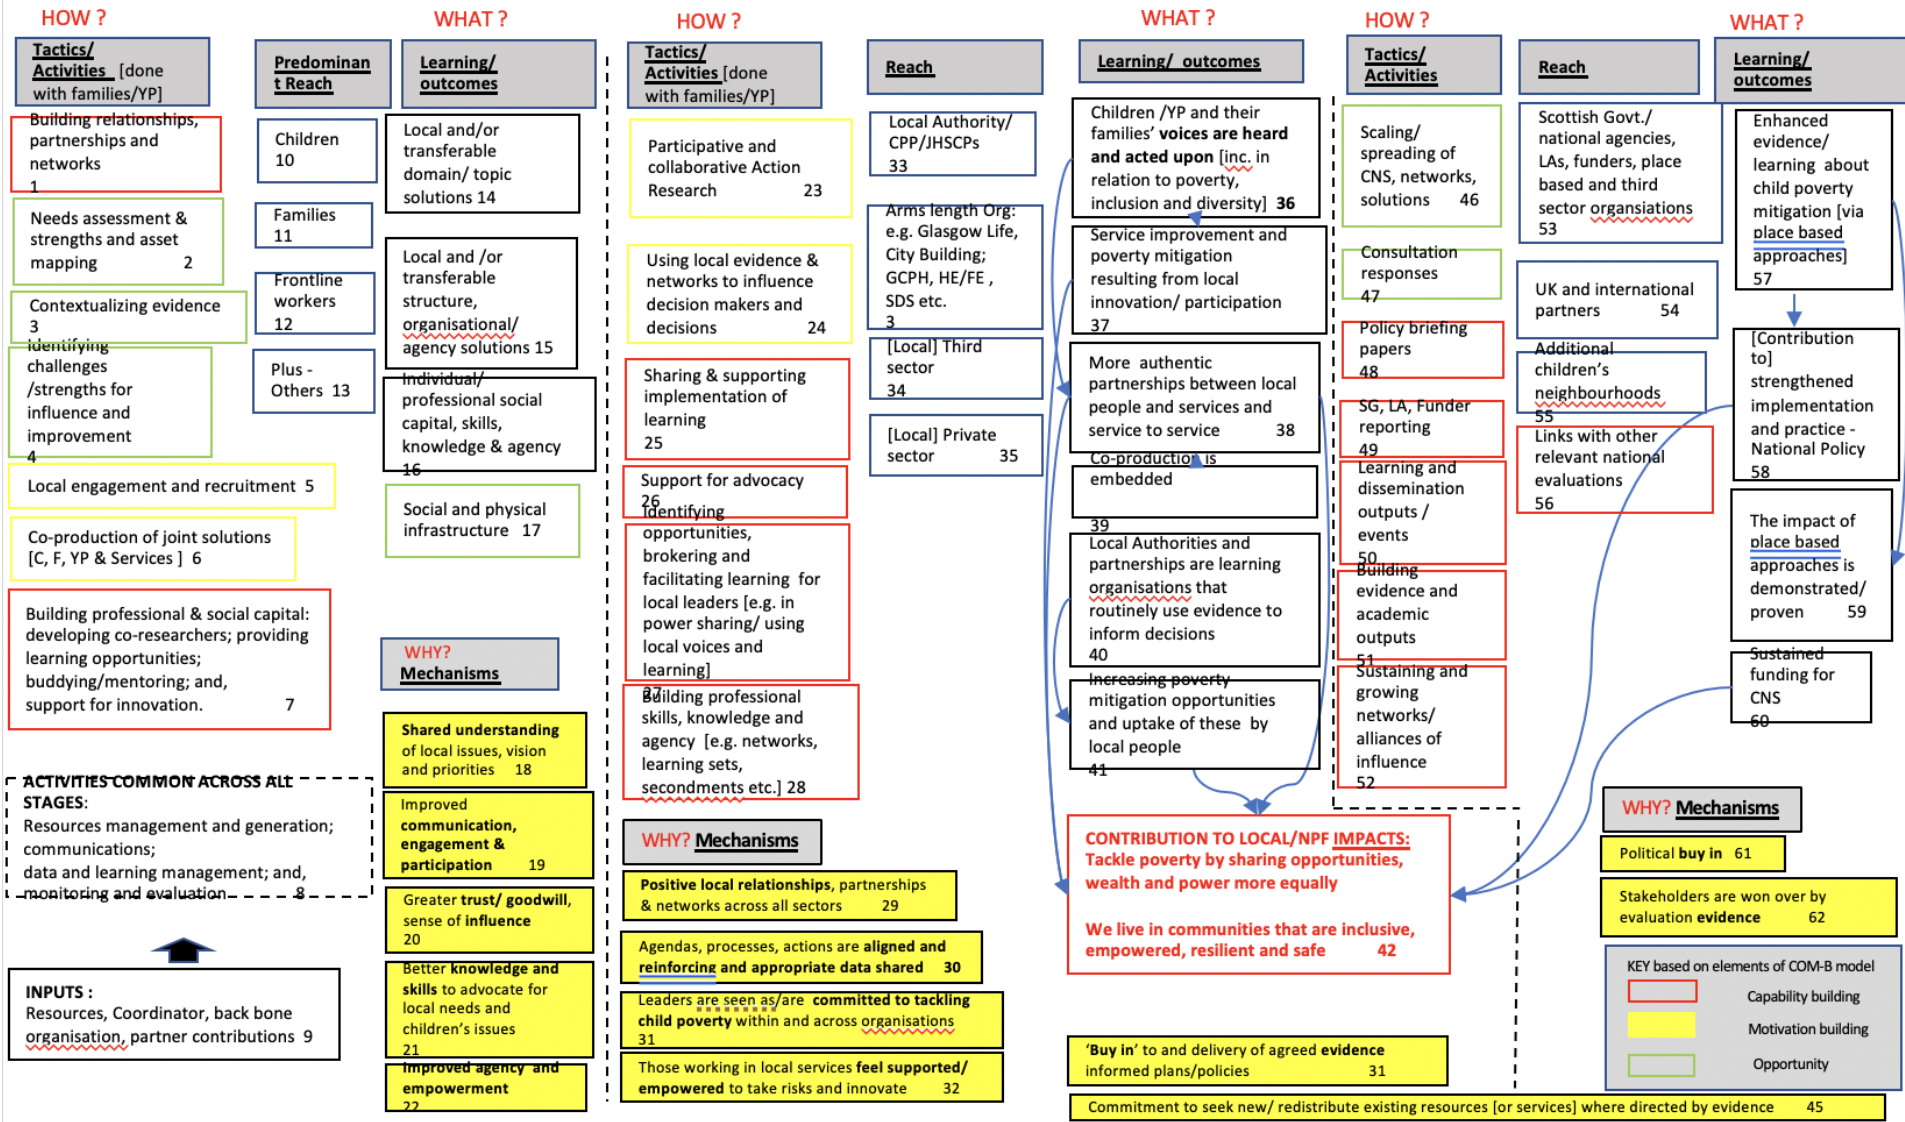 HOW ?
Tactics/
Activities [done
with families/YP]
Building relationships,
partnerships and
networks
1
Needs assessment &
strengths and asset
mapping 2
Contextualizing evidence
3
Identifying
challenges
/strengths for
influence and
improvement
4
Local engagement and recruitment 5
Co-production of joint solutions
[C, F, YP & Services ] 6
Building professional & social capital:
developing co-researchers; providing
learning opportunities;
buddying/mentoring; and,
support for innovation. 7
ACTIVITIES COMMON ACROSS ALL
STAGES:
Resources management and generation;
communications;
data and learning management; and,
monitoring and evaluation 8
INPUTS :
Resources, Coordinator, back bone
organisation, partner contributions 9
Predominan
t Reach
Children
10
Families
11
Frontline
workers
12
Plus -
Others 13
WHAT ?
Learning/
outcomes
Local and/or
transferable
domain/ topic
solutions 14
Local and /or
transferable
structure,
organisational/
agency solutions 15
Individual/
professional social
capital, skills,
knowledge & agency
16
Social and physical
infrastructure 17
WHY?
Mechanisms
Shared understanding
of local issues, vision
and priorities 18
Improved
communication,
engagement &
participation 19
Greater trust/ goodwill,
sense of influence
20
Better knowledge and
skills to advocate for
local needs and
children's issues
21
Improved agency and
empowerment
22
HOW ?
Tactics/
Activities [done
with families/YP]
Participative and
collaborative Action
Research 23
Using local evidence &
networks to influence
decision makers and
decisions 24
Sharing & supporting
implementation of
learning
25
Support for advocacy
26
Identifying
opportunities,
brokering and
facilitating learning for
local leaders [e.g. in
power sharing/ using
local voices and
learning]
27
Building professional
skills, knowledge and
agency [e.g. networks,
learning sets,
secondments etc.] 28
WHY? Mechanisms
Positive local relationships, partnerships
& networks across all sectors 29
Agendas, processes, actions are aligned and
reinforcing and appropriate data shared 30
Leaders are seen as/are committed to tackling
child poverty within and across organisations
31
Those working in local services feel supported/
empowered to take risks and innovate 32
Reach
Local Authority/
CPP/JHSCPs
33
Arms length Org:
e.g. Glasgow Life,
City Building;
GCPH, HE/FE ,
SDS etc.
3
[Local] Third
sector
34
[Local] Private
sector 35
WHAT ?
Learning/ outcomes
Children /YP and their
families' voices are heard
and acted upon [inc. in
relation to poverty,
inclusion and diversity] 36
Service improvement and
poverty mitigation
resulting from local
innovation/ participation
37
More authentic
partnerships between local
people and services and
service to service 38
Co-production is
embedded
39
Local Authorities and
partnerships are learning
organisations that
routinely use evidence to
inform decisions
40
Increasing poverty
mitigation opportunities
and uptake of these by
local people
41
CONTRIBUTION TO LOCAL/NPF IMPACTS:
Tackle poverty by sharing opportunities,
wealth and power more equally
We live in communities that are inclusive,
empowered, resilient and safe 42
'Buy in' to and delivery of agreed evidence
informed plans/policies 31
Commitment to seek new/ redistribute existing resources [or services] where directed by evidence 45
HOW ?
Tactics/
Activities
Scaling/
spreading of
CNS, networks,
solutions 46
Consultation
responses
47
Policy briefing
papers
48
SG, LA, Funder
reporting
49
Learning and
dissemination
outputs /
events
50
Building
evidence and
academic
outputs
51
Sustaining and
growing
networks/
alliances of
influence
52
Reach
Scottish Govt./
national agencies,
LAs, funders, place
based and third
sector organsiations
53
UK and international
partners 54
Additional
children's
neighbourhoods
55
Links with other
relevant national
evaluations
56
WHAT ?
Learning/
outcomes
Enhanced
evidence/
learning about
child poverty
mitigation [via
place based
approaches]
57
[Contribution
to]
strengthened
implementation
and practice -
National Policy
58
The impact of
place based
approaches is
demonstrated/
proven 59
Sustained
funding for
CNS
60
WHY? Mechanisms
Political buy in 61
Stakeholders are won over by
evaluation evidence 62
KEY based on elements of COM-B model
Capability building
Motivation building
Opportunity